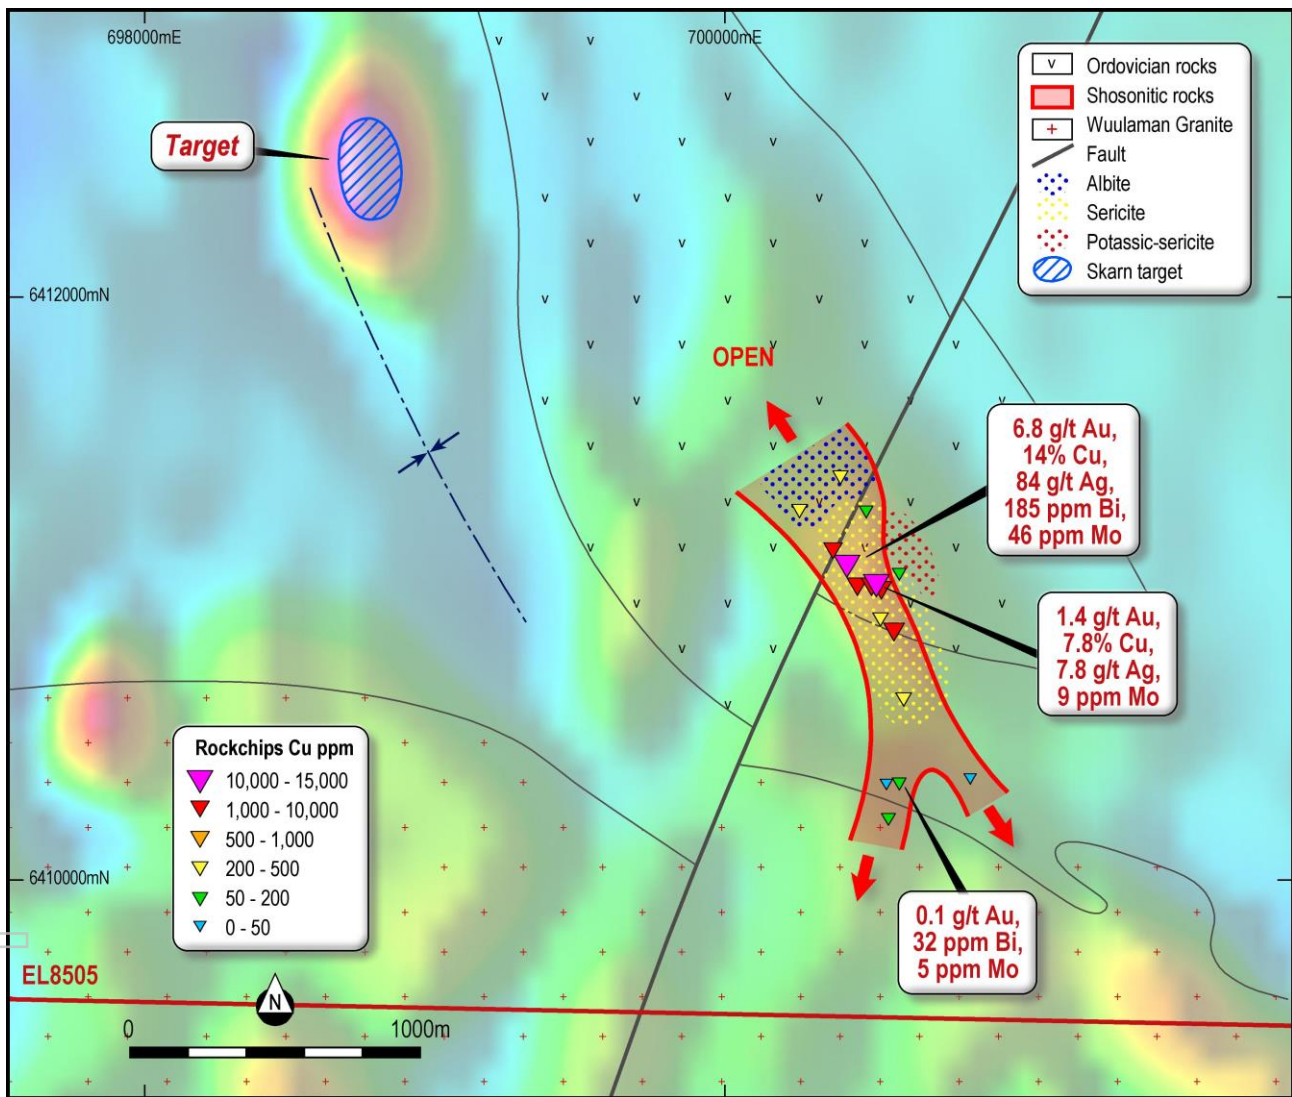 698000mE
700000mE
v Ordovician rocks
Shosonitic rocks
+ Wuulaman Granite
Fault
Albite
Sericite
Potassic-sericite
Skarn target
Target
6412000mN
OPEN
6.8 g/t Au,
14% Cu,
84 g/t Ag,
185 ppm Bi,
46 ppm Mo
1.4 g/t Au,
7.8% Cu,
7.8 g/t Ag,
9 ppm Mo
Rockchips Cu ppm
10,000 - 15,000
1,000 - 10,000
500 - 1,000
200 - 500
50 - 200
0 - 50
6410000mN
0.1 g/t Au,
32 ppm Bi,
5 ppm Mo
EL8505
N
0 1000m